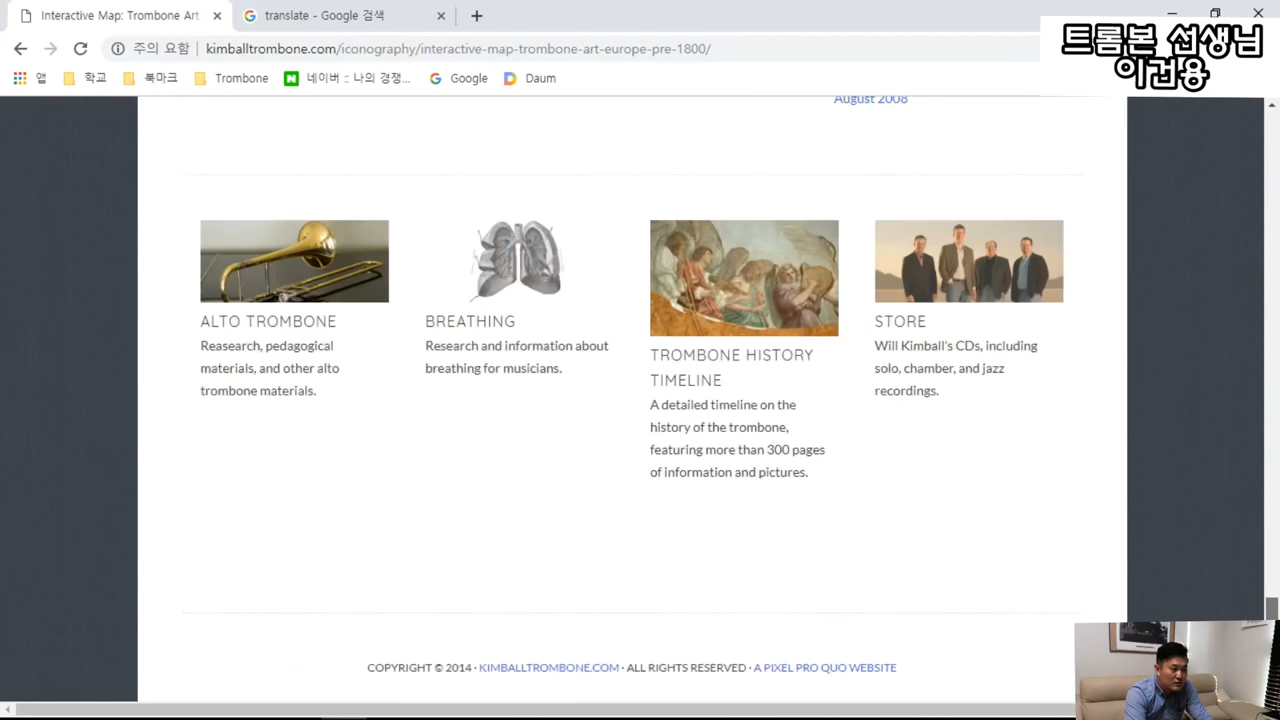 Interactive Map: Trombone Art
translate - Google 검색
주의 요함
kimballtrombone.com/iconography/interactive-map-trombone-art-europe-pre-1800/
트롬본 선생님
이건용
앱
학교
북마크
Trombone
네이버 :: 나의 경쟁...
Google
Daum
August 2008
ALTO TROMBONE
Reasearch, pedagogical
materials, and other alto
trombone materials.
BREATHING
Research and information about
breathing for musicians.
TROMBONE HISTORY
TIMELINE
A detailed timeline on the
history of the trombone,
featuring more than 300 pages
of information and pictures.
STORE
Will Kimball's CDs, including
solo, chamber, and jazz
recordings.
COPYRIGHT © 2014 · KIMBALLTROMBONE.COM · ALL RIGHTS RESERVED · A PIXEL PRO QUO WEBSITE